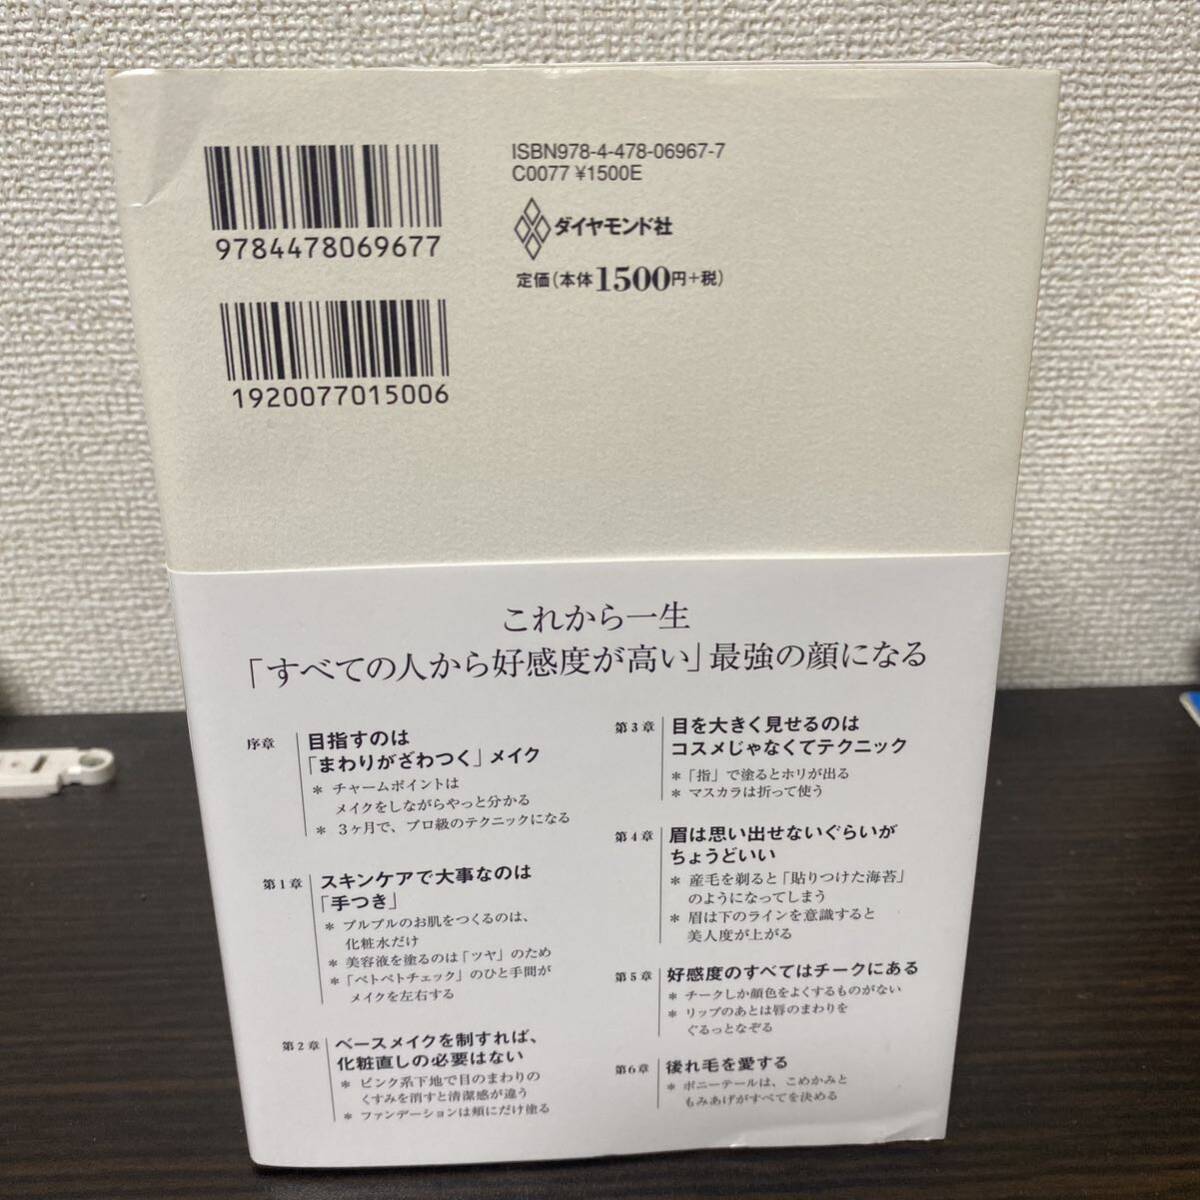 9784478069677
1920077015006
ISBN978-4-478-06967-7
C0077 ¥1500E
ダイヤモンド社
定価(本体1500円+税)
これから一生
「すべての人から好感度が高い」最強の顔になる
序章
目指すのは
「まわりがざわつく」メイク
* チャームポイントは
メイクをしながらやっと分かる
* 3ヶ月で、プロ級のテクニックになる
第1章
スキンケアで大事なのは
「手つき」
* プルプルのお肌をつくるのは、
化粧水だけ
* 美容液を塗るのは「ツヤ」のため
* 「ベトベトチェック」のひと手間が
メイクを左右する
第2章
ベースメイクを制すれば、
化粧直しの必要はない
* ピンク系下地で目のまわりの
くすみを消すと清潔感が違う
* ファンデーションは頬にだけ塗る
第3章
目を大きく見せるのは
コスメじゃなくてテクニック
* 「指」で塗るとホリが出る
* マスカラは折って使う
第4章
眉は思い出せないぐらいが
ちょうどいい
* 産毛を剃ると「貼りつけた海苔」
のようになってしまう
* 眉は下のラインを意識すると
美人度が上がる
第5章
好感度のすべてはチークにある
* チークしか顔色をよくするものがない
* リップのあとは唇のまわりを
ぐるっとなぞる
第6章
後れ毛を愛する
* ポニーテールは、こめかみと
もみあげがすべてを決める